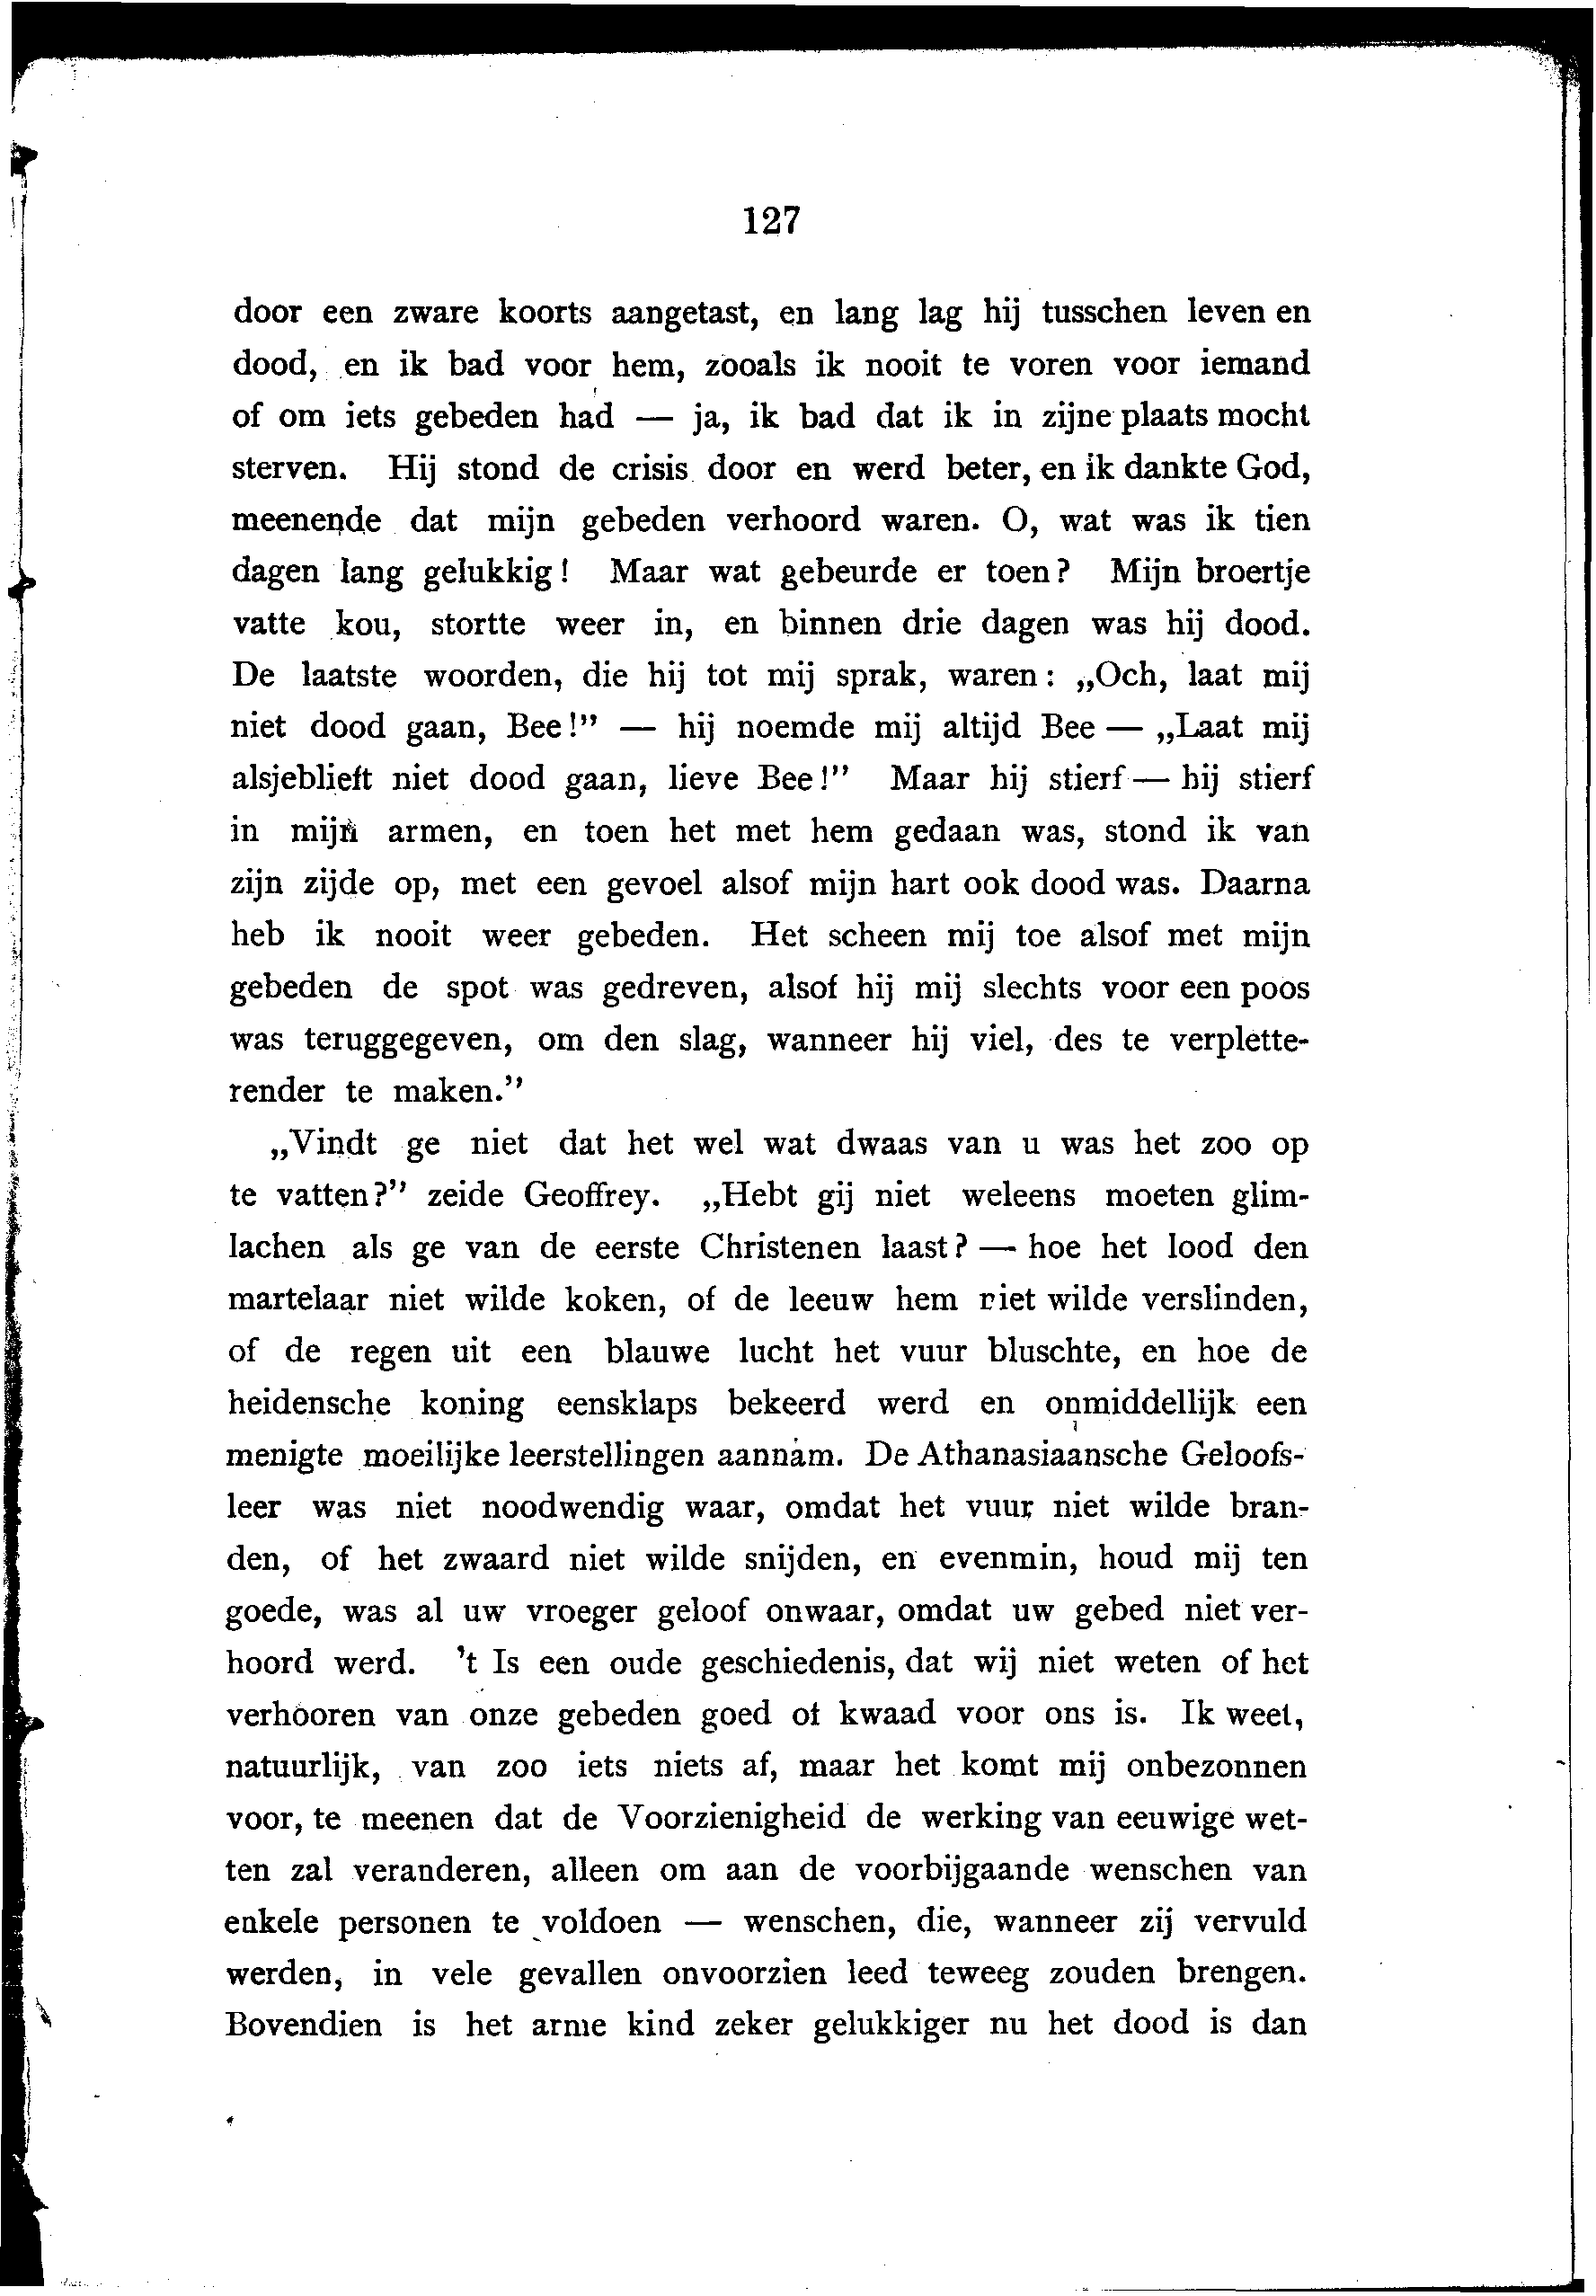 127
door een zware koorts aangetast, en lang lag hij tusschen leven en
dood, en ik bad voor hem, zooals ik nooit te voren voor iemand
of om iets gebeden had — ja, ik bad dat ik in zijne plaats mocht
sterven. Hij stond de crisis door en werd beter, en ik dankte God,
meenende dat mijn gebeden verhoord waren. O, wat was ik tien
dagen lang gelukkig! Maar wat gebeurde er toen? Mijn broertje
vatte kou, stortte weer in, en binnen drie dagen was hij dood.
De laatste woorden, die hij tot mij sprak, waren: „Och, laat mij
niet dood gaan, Bee!” — hij noemde mij altijd Bee — „Laat mij
alsjeblieft niet dood gaan, lieve Bee!” Maar hij stierf — hij stierf
in mijn armen, en toen het met hem gedaan was, stond ik van
zijn zijde op, met een gevoel alsof mijn hart ook dood was. Daarna
heb ik nooit weer gebeden. Het scheen mij toe alsof met mijn
gebeden de spot was gedreven, alsof hij mij slechts voor een poos
was teruggegeven, om den slag, wanneer hij viel, des te verplette-
render te maken.”
„Vindt ge niet dat het wel wat dwaas van u was het zoo op
te vatten?” zeide Geoffrey. „Hebt gij niet weleens moeten glim-
lachen als ge van de eerste Christenen laast? — hoe het lood den
martelaar niet wilde koken, of de leeuw hem niet wilde verslinden,
of de regen uit een blauwe lucht het vuur bluschte, en hoe de
heidensche koning eensklaps bekeerd werd en onmiddellijk een
menigte moeilijke leerstellingen aannam. De Athanasiaansche Geloofs-
leer was niet noodwendig waar, omdat het vuur niet wilde bran-
den, of het zwaard niet wilde snijden, en evenmin, houd mij ten
goede, was al uw vroeger geloof onwaar, omdat uw gebed niet ver-
hoord werd. 't Is een oude geschiedenis, dat wij niet weten of het
verhooren van onze gebeden goed of kwaad voor ons is. Ik weet,
natuurlijk, van zoo iets niets af, maar het komt mij onbezonnen
voor, te meenen dat de Voorzienigheid de werking van eeuwige wet-
ten zal veranderen, alleen om aan de voorbijgaande wenschen van
enkele personen te voldoen — wenschen, die, wanneer zij vervuld
werden, in vele gevallen onvoorzien leed teweeg zouden brengen.
Bovendien is het arme kind zeker gelukkiger nu het dood is dan